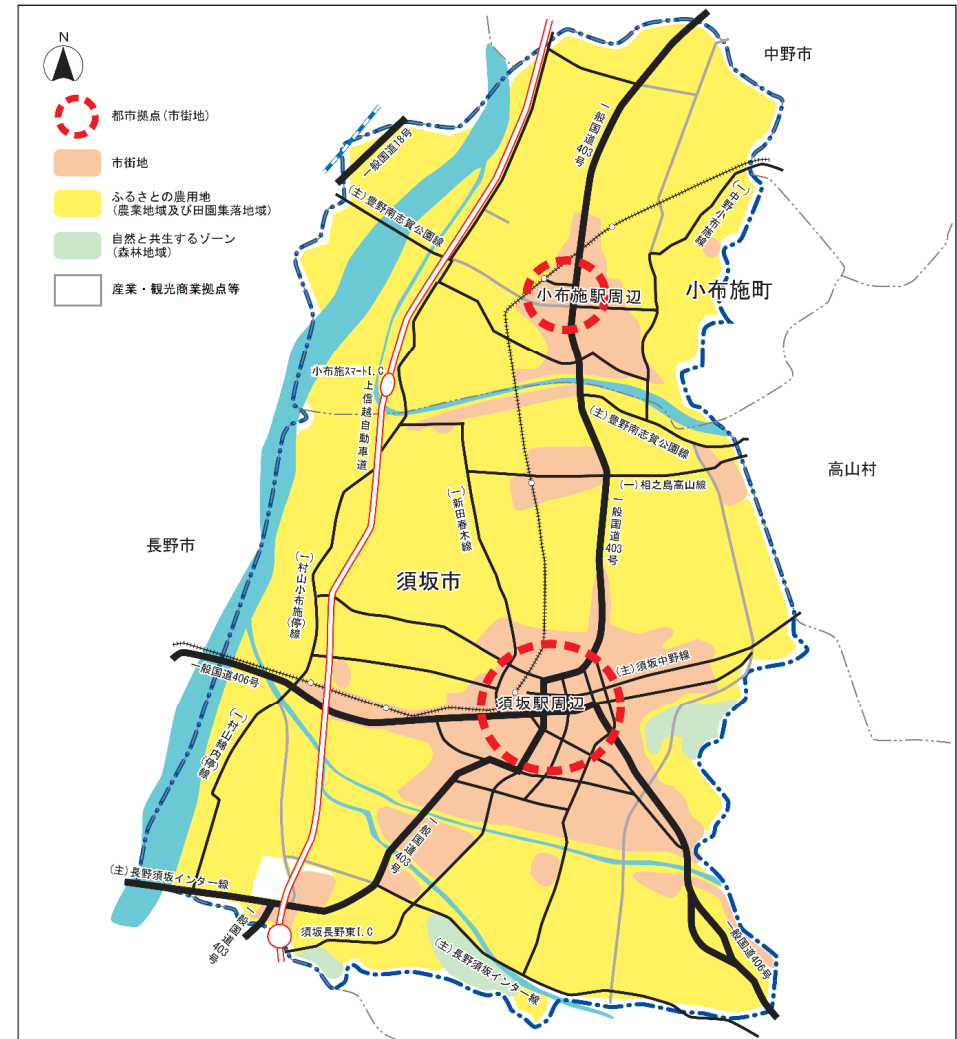 N
都市拠点(市街地)
市街地
ふるさとの農用地
(農業地域及び田園集落地域)
自然と共生するゾーン
(森林地域)
産業・観光商業拠点等
中野市
一般国道403号
一般国道18号
(主)豊野南志賀公園線
(一)中野小布施線
小布施駅周辺
小布施町
小布施スマートI.C
上信越自動車道
(主)豊野南志賀公園線
高山村
(一)相之島高山線
(一)新田春木線
一般国道403号
長野市
須坂市
(一)村山小布施(停)線
(主)須坂中野線
一般国道406号
須坂駅周辺
(一)村山綿内(停)線
一般国道403号
(主)長野須坂インター線
一般国道403号
須坂長野東I.C
(主)長野須坂インター線
一般国道406号